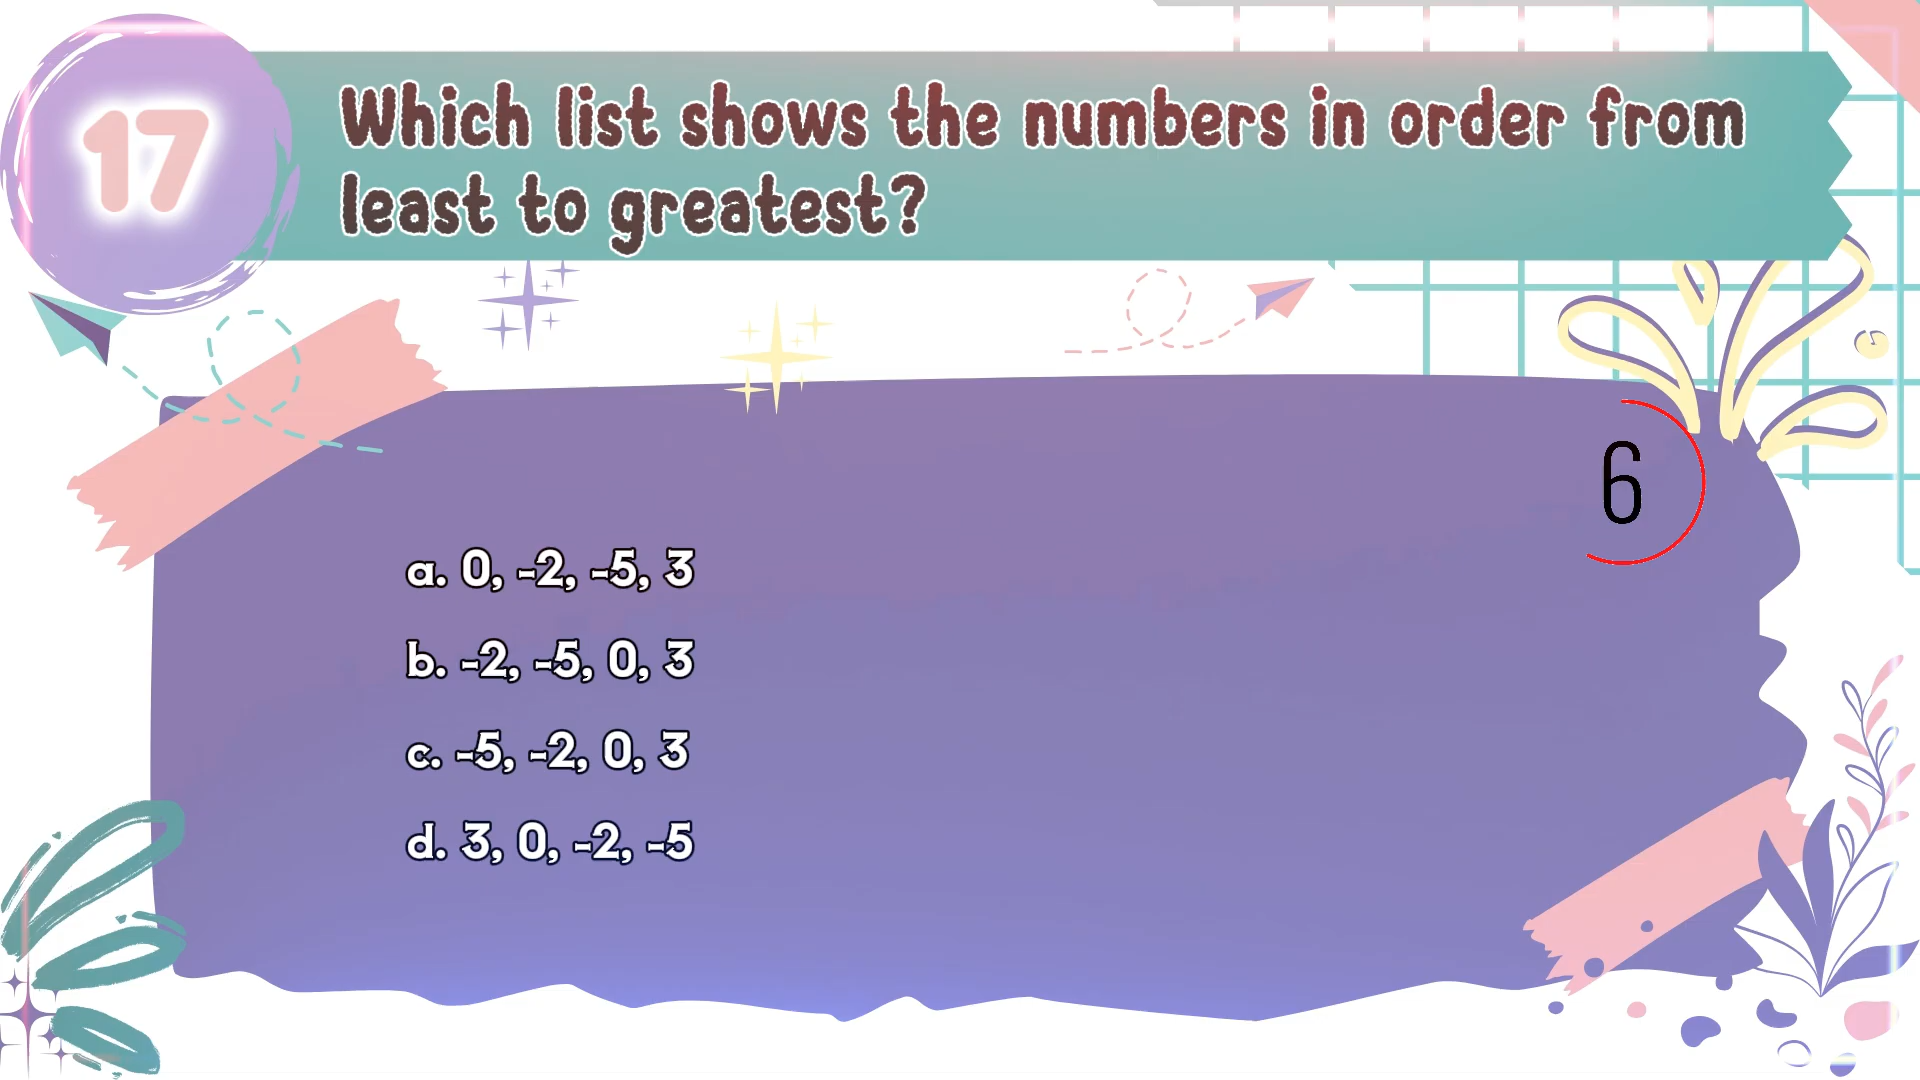 17
Which list shows the numbers in order from
least to greatest?
6
a. 0, -2, -5, 3
b. -2, -5, 0, 3
c. -5, -2, 0, 3
d. 3, 0, -2, -5